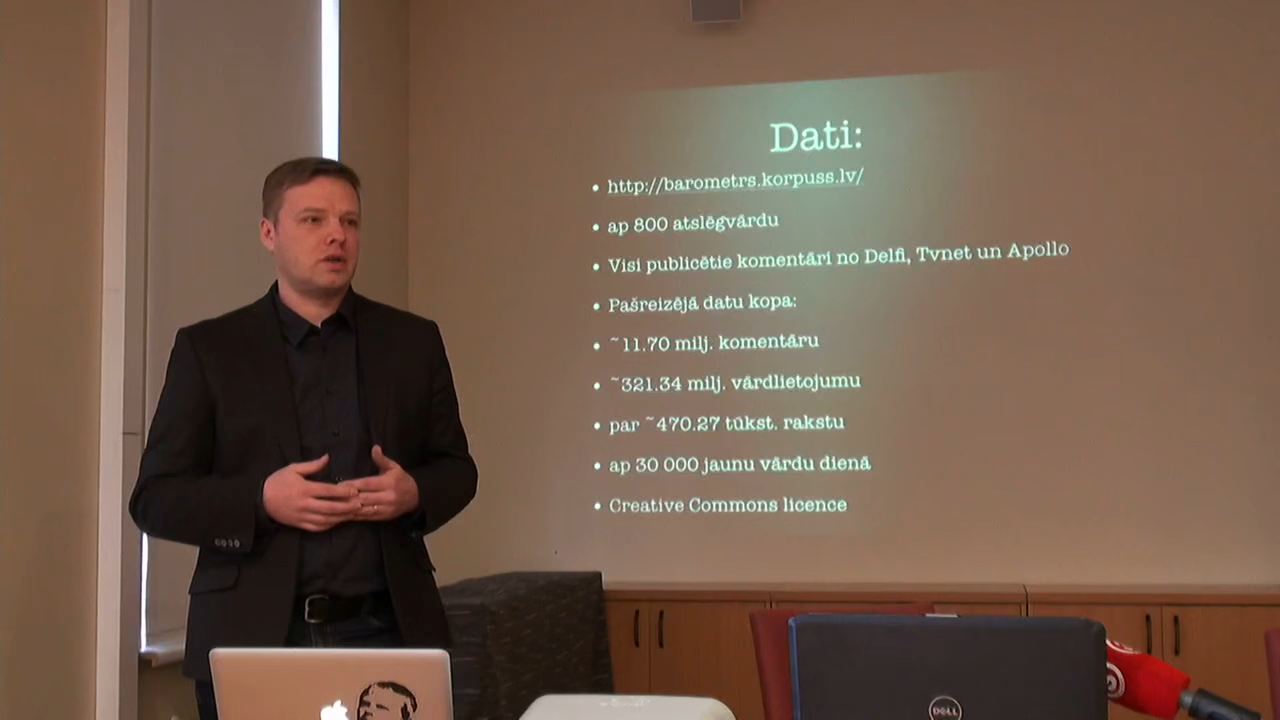 Dati:
http://barometrs.korpuss.lv/
ap 800 atslēgvārdu
Visi publicētie komentāri no Delfi, Tvnet un Apollo
Pašreizējā datu kopa:
~11.70 milj. komentāru
~321.34 milj. vārdlietojumu
par ~470.27 tūkst. rakstu
ap 30 000 jaunu vārdu dienā
Creative Commons licence
DELL